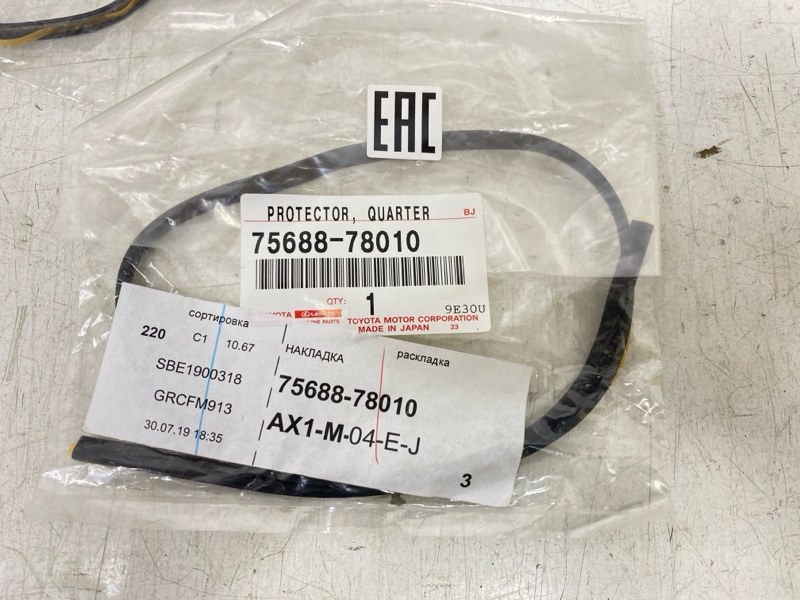 EAC
PROTECTOR, QUARTER BJ
75688-78010
QTY: 1 9E30U
LEXUS
TOYOTA MOTOR CORPORATION
MADE IN JAPAN 23
сортировка
220 C1 10.67
SBE1900318
GRCFM913
30.07.19 18:35
НАКЛАДКА раскладка
75688-78010
AX1-M-04-E-J
3